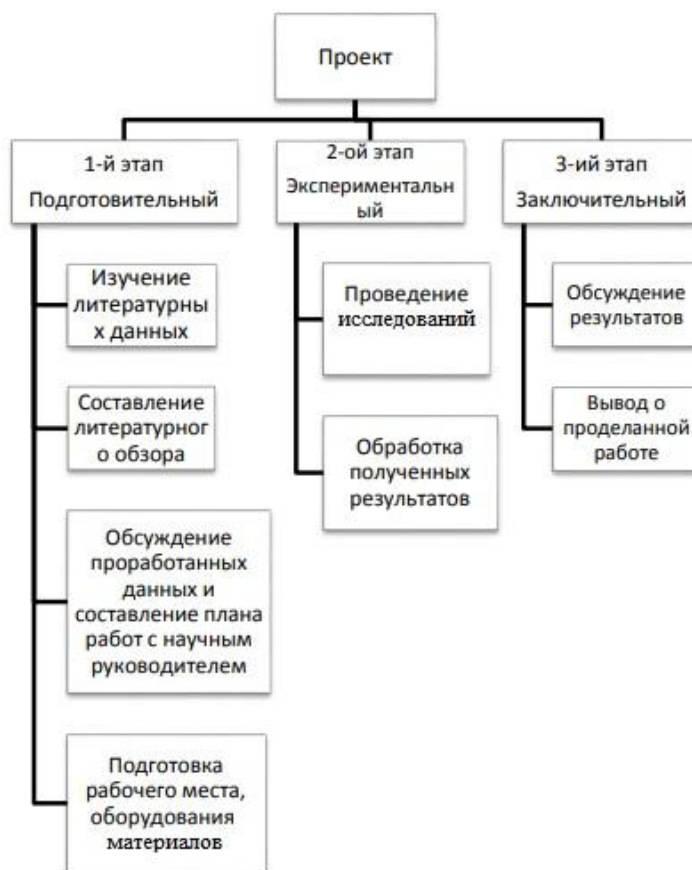 Проект
1-й этап
Подготовительный
Изучение
литературны
х данных
Составление
литературног
о обзора
Обсуждение
проработанных
данных и
составление плана
работ с научным
руководителем
Подготовка
рабочего места,
оборудования
материалов
2-ой этап
Экспериментальн
ый
Проведение
исследований
Обработка
полученных
результатов
3-ий этап
Заключительный
Обсуждение
результатов
Вывод о
проделанной
работе